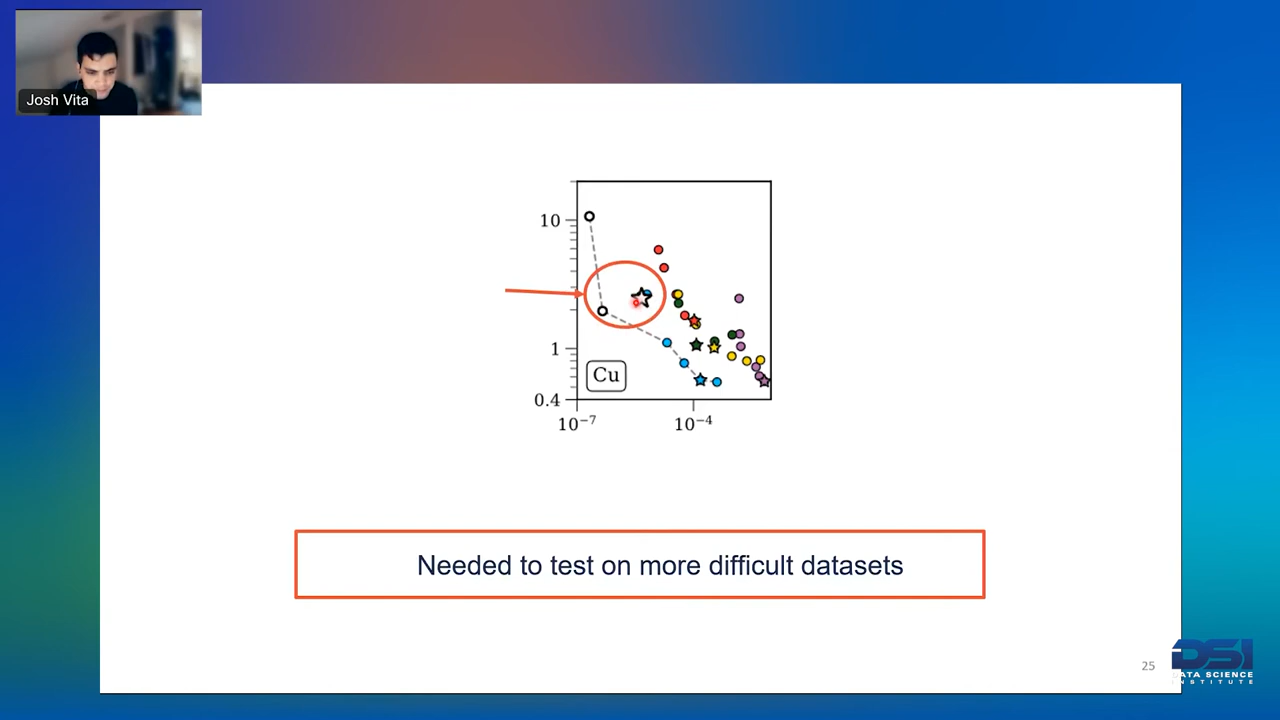 Josh Vita
10
1
0.4
Cu
10⁻⁷
10⁻⁴
Needed to test on more difficult datasets
25
DSI
DATA SCIENCE
INSTITUTE